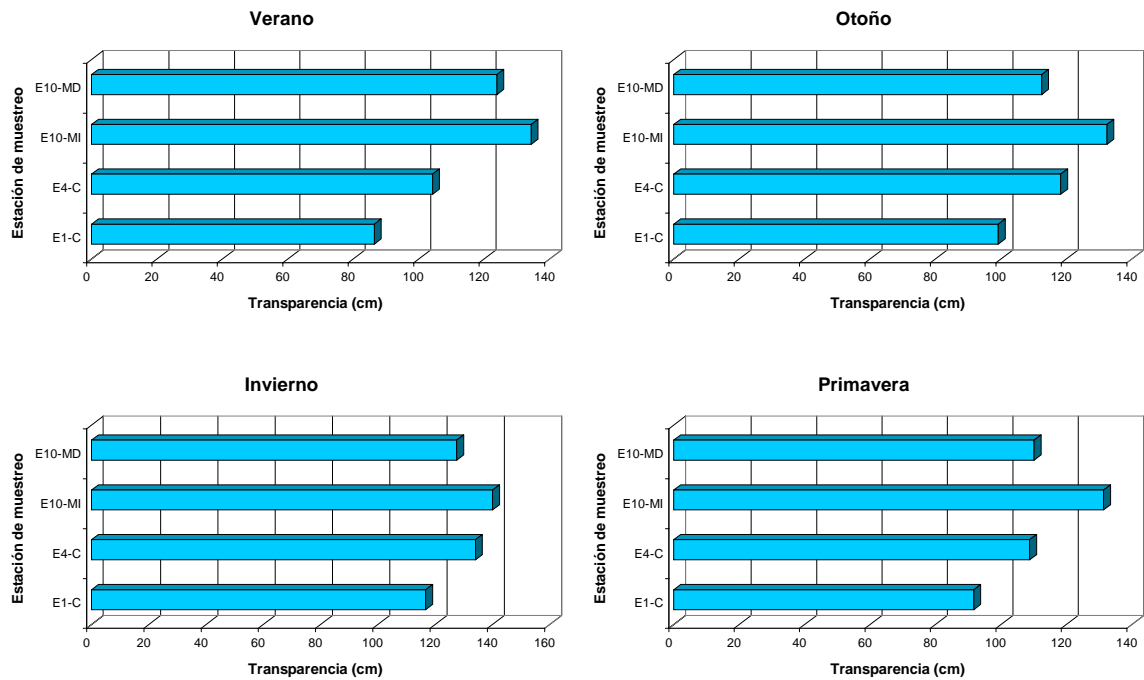 Verano
Estación de muestreo
E10-MD
E10-MI
E4-C
E1-C
0 20 40 60 80 100 120 140
Transparencia (cm)
Otoño
Estación de muestreo
E10-MD
E10-MI
E4-C
E1-C
0 20 40 60 80 100 120 140
Transparencia (cm)
Invierno
Estación de muestreo
E10-MD
E10-MI
E4-C
E1-C
0 20 40 60 80 100 120 140 160
Transparencia (cm)
Primavera
Estación de muestreo
E10-MD
E10-MI
E4-C
E1-C
0 20 40 60 80 100 120 140
Transparencia (cm)